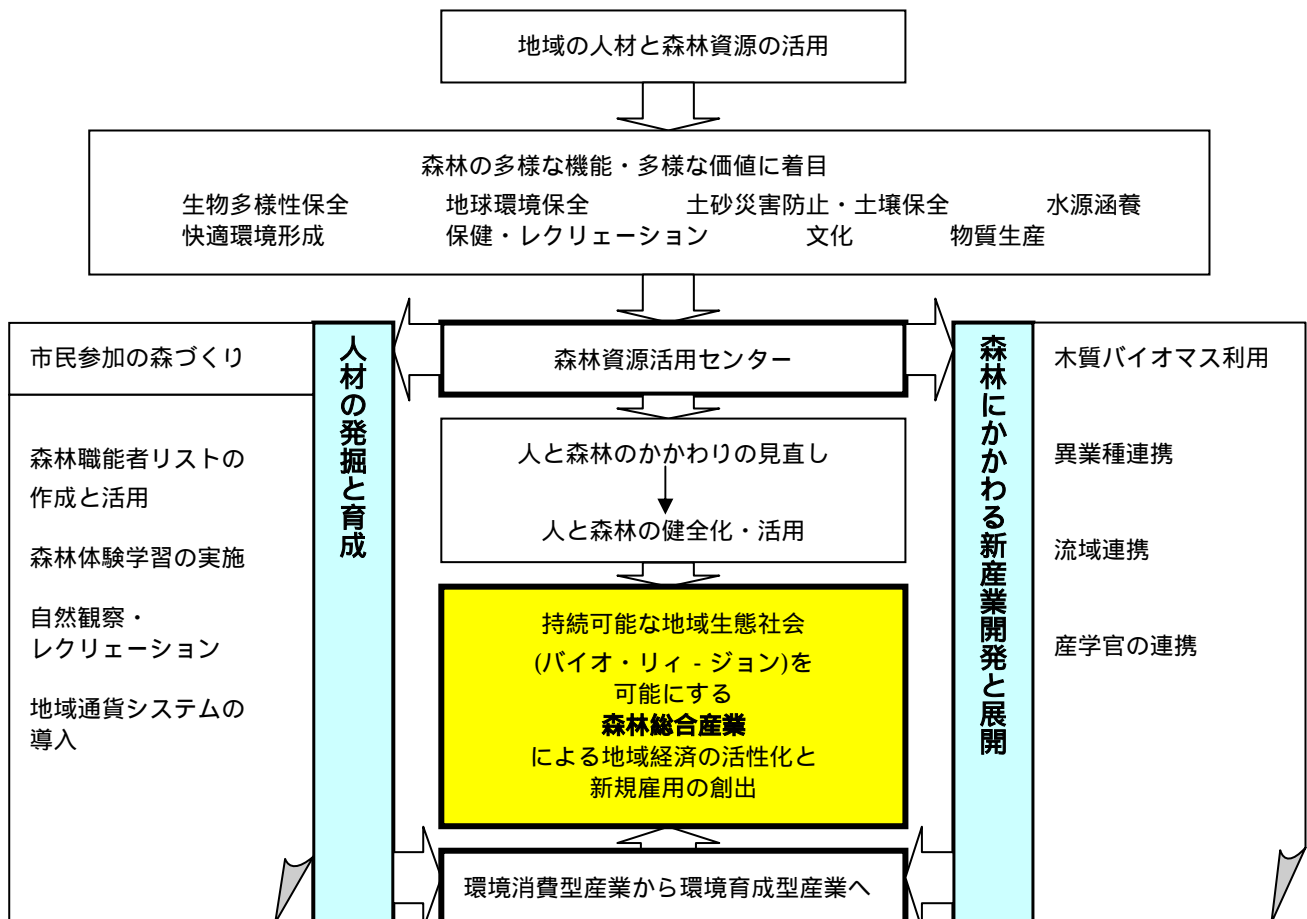 地域の人材と森林資源の活用
森林の多様な機能・多様な価値に着目
生物多様性保全 地球環境保全 土砂災害防止・土壌保全 水源涵養
快適環境形成 保健・レクリェーション 文化 物質生産
市民参加の森づくり
森林職能者リストの
作成と活用
森林体験学習の実施
自然観察・
レクリェーション
地域通貨システムの
導入
人材の発掘と育成
森林資源活用センター
人と森林のかかわりの見直し
人と森林の健全化・活用
持続可能な地域生態社会
(バイオ・リィ - ジョン)を
可能にする
森林総合産業
による地域経済の活性化と
新規雇用の創出
環境消費型産業から環境育成型産業へ
森林にかかわる新産業開発と展開
木質バイオマス利用
異業種連携
流域連携
産学官の連携